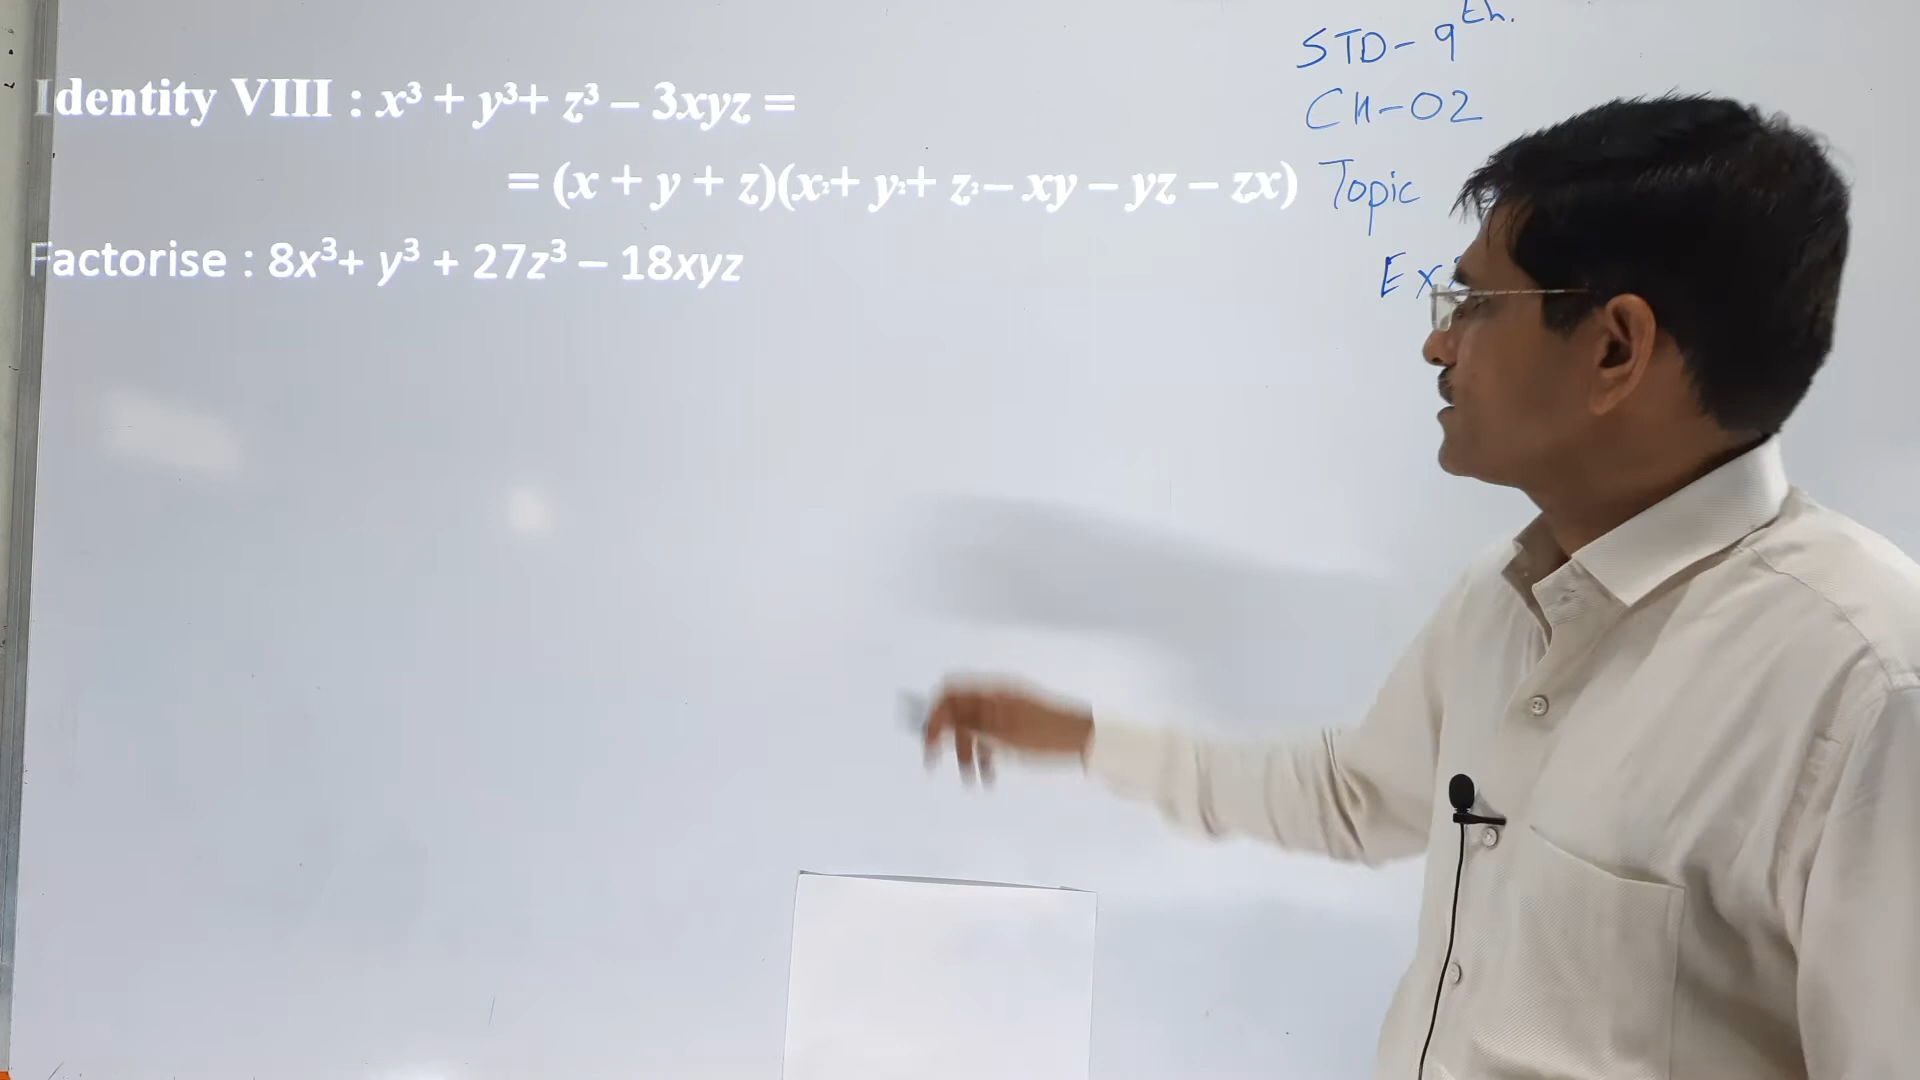 Identity VIII : x³ + y³+ z³ – 3xyz =
= (x + y + z)(x²+ y²+ z²– xy – yz – zx)
Factorise : 8x³+ y³ + 27z³ – 18xyz
STD- 9th.
CH-02
Topic
Ex